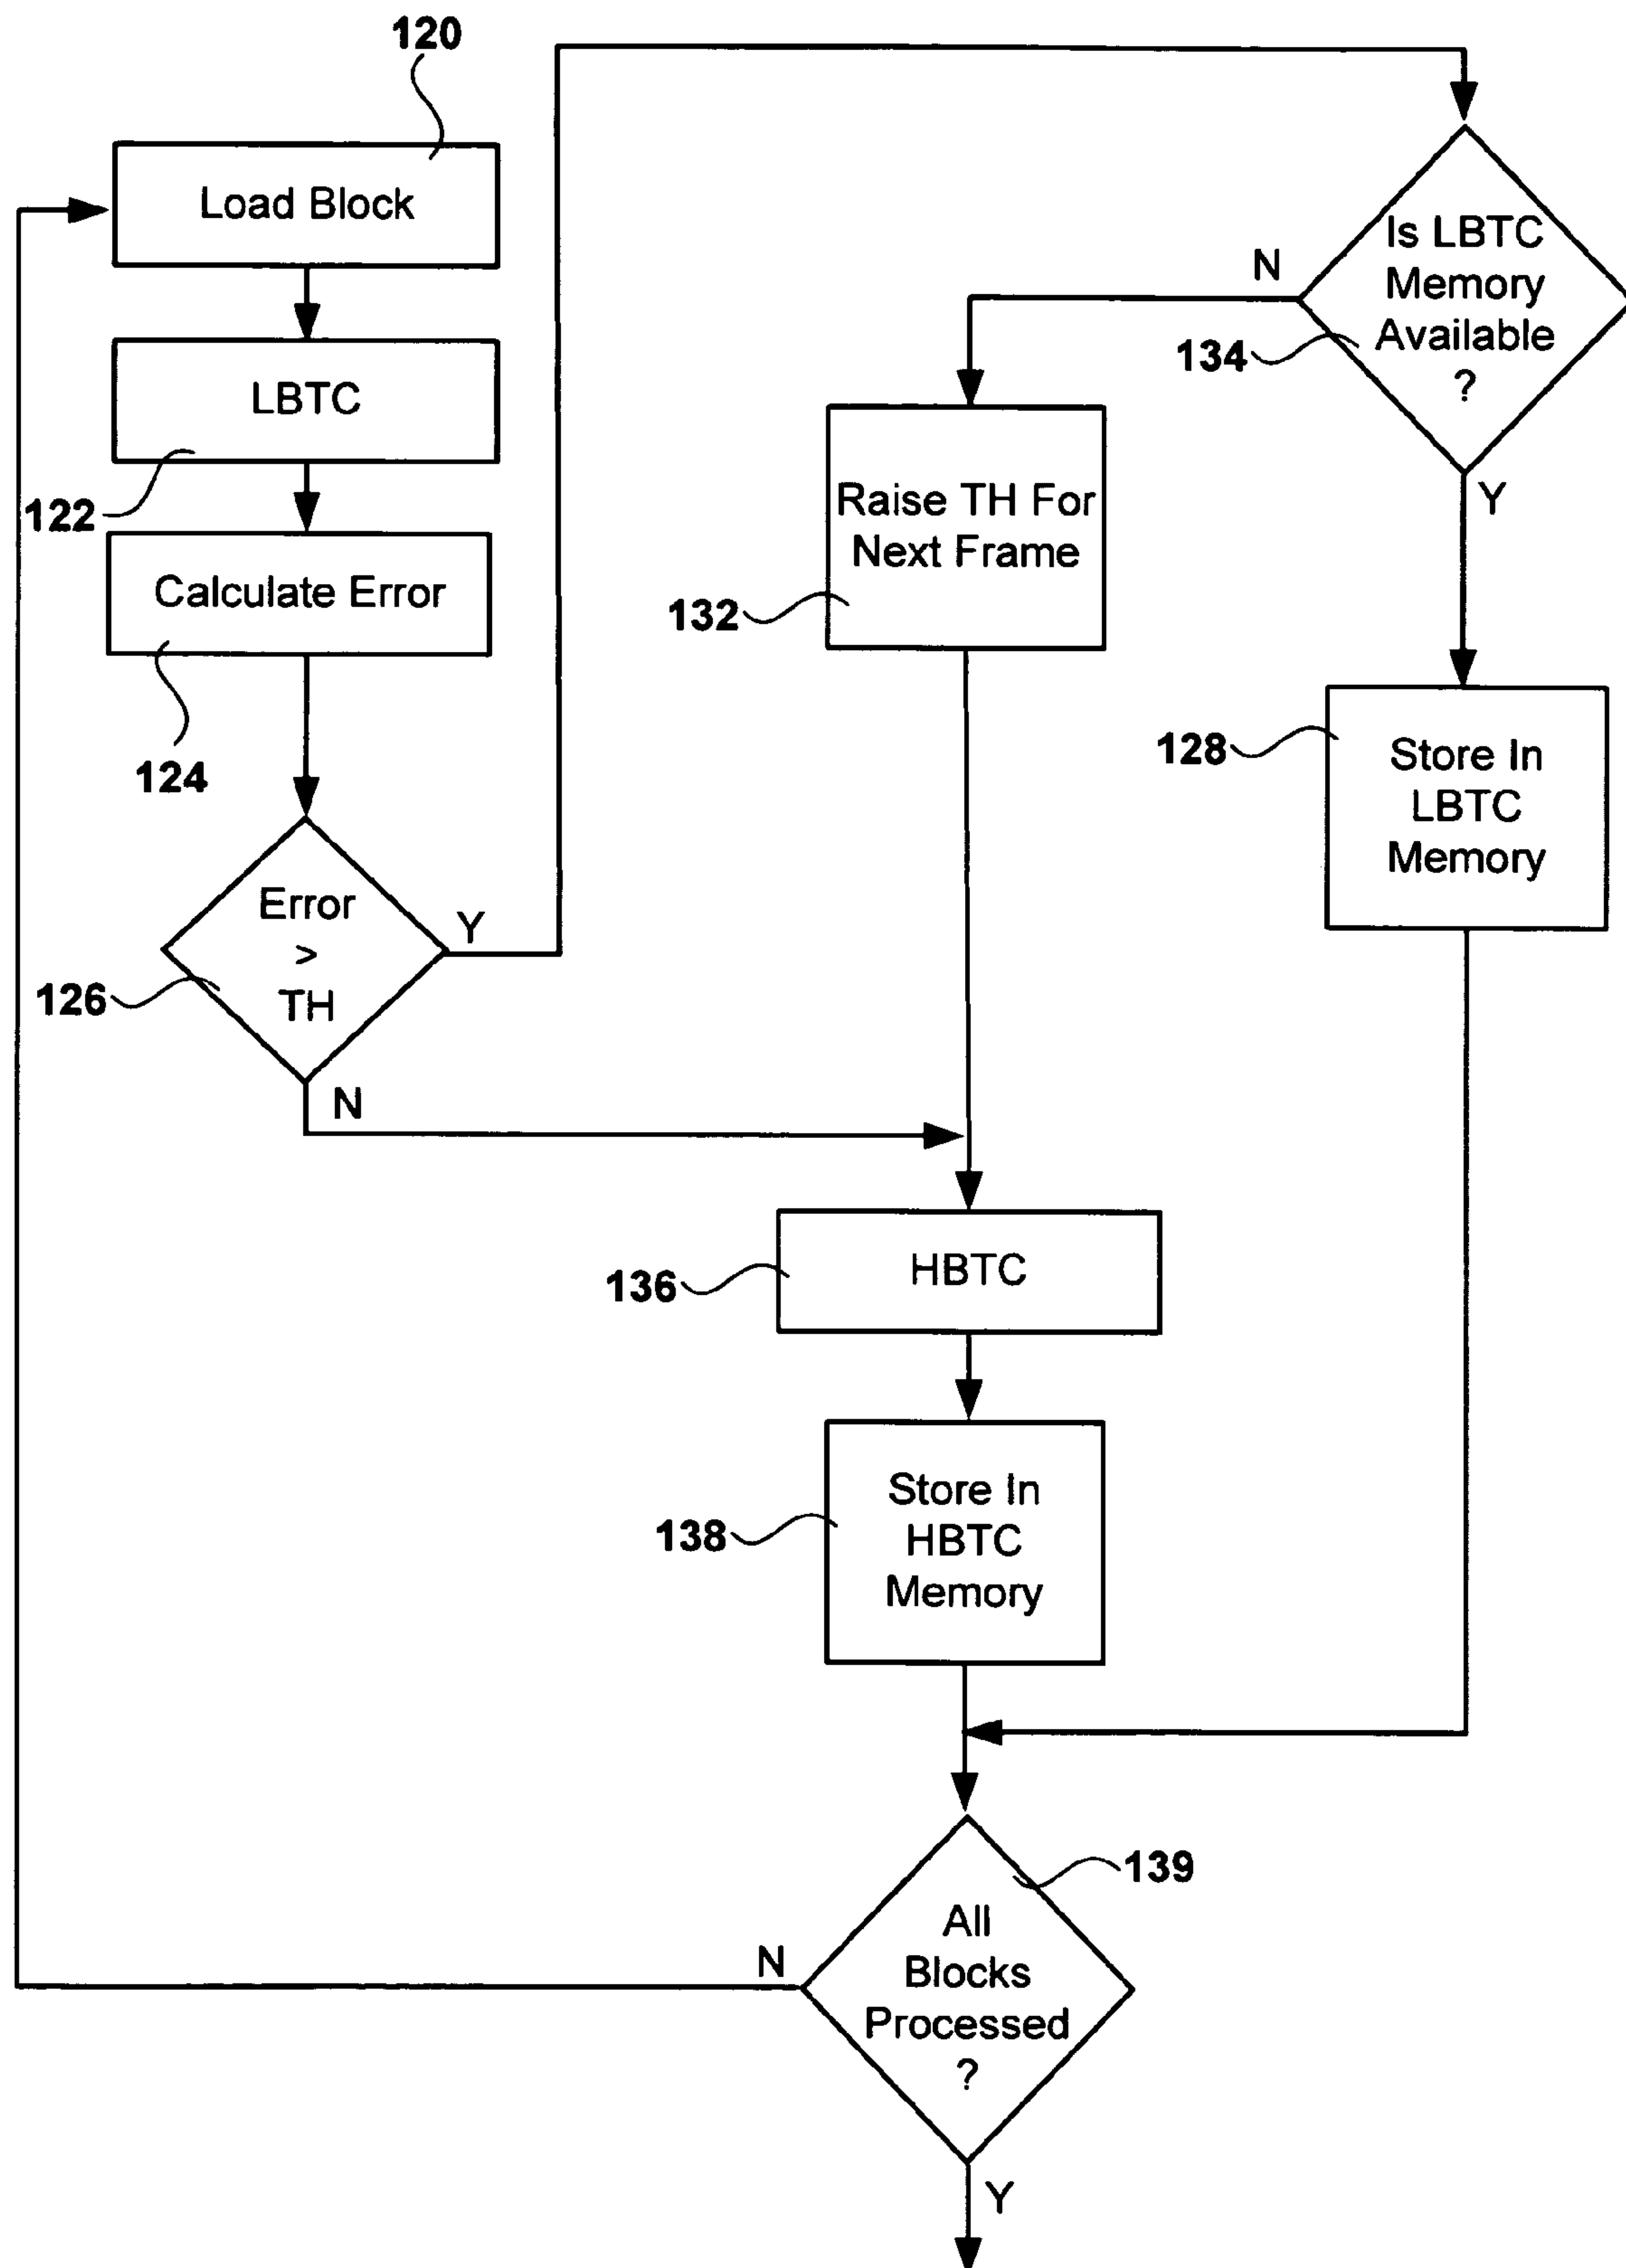 120
Load Block
LBTC
122
Calculate Error
124
Error
>
TH
126
Y
N
Is LBTC
Memory
Available
?
134
N
Y
Raise TH For
Next Frame
132
128
Store In
LBTC
Memory
HBTC
136
Store In
HBTC
Memory
138
139
All
Blocks
Processed
?
N
Y